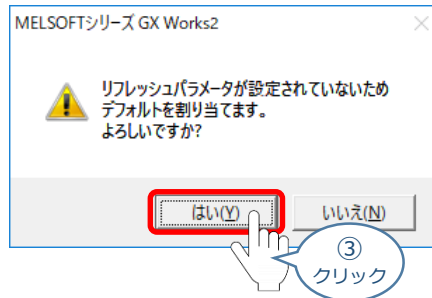 MELSOFTシリーズ GX Works2
リフレッシュパラメータが設定されていないため
デフォルトを割り当てます。
よろしいですか?
はい(Y)
いいえ(N)
③
クリック